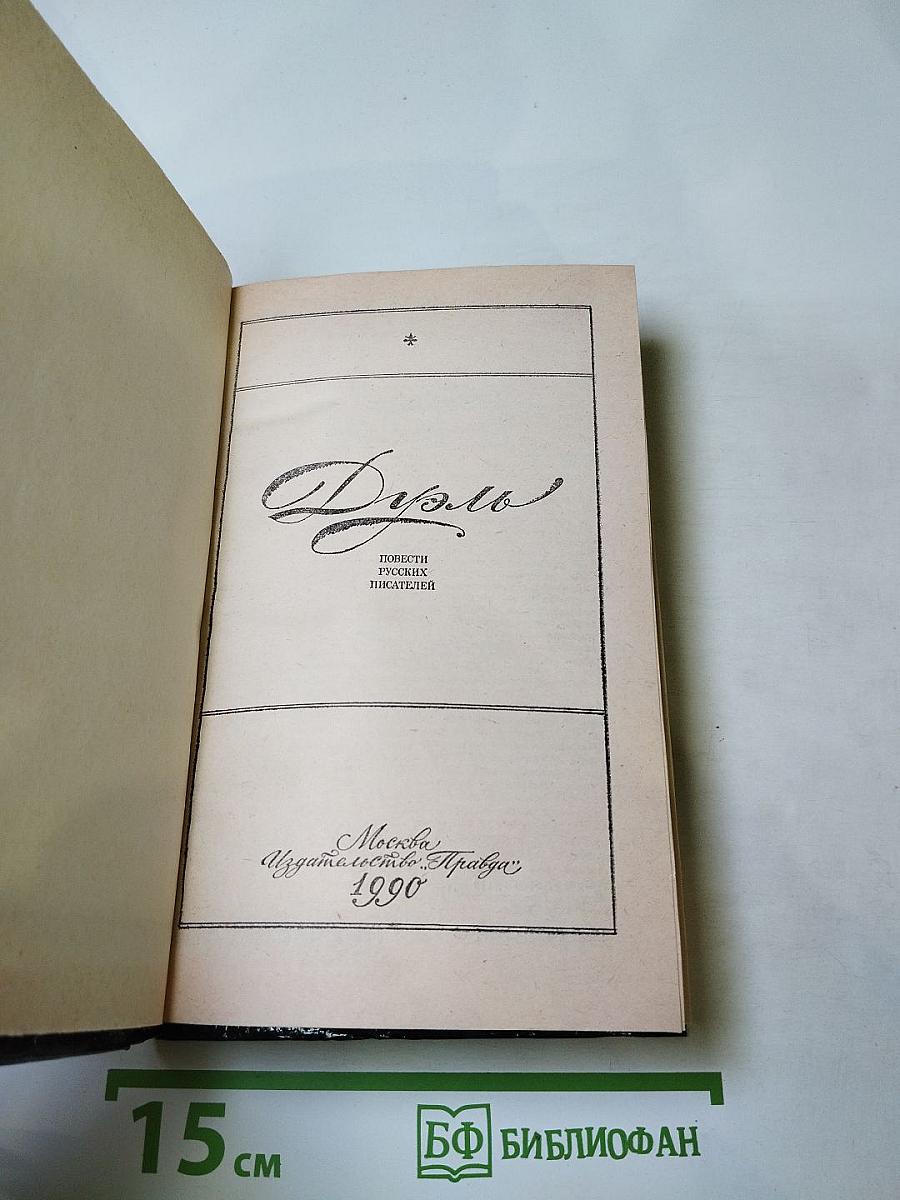 *
Дуэль
ПОВЕСТИ
РУССКИХ
ПИСАТЕЛЕЙ
Москва
Издательство „Правда“
1990
15 см
БФ БИБЛИОФАН